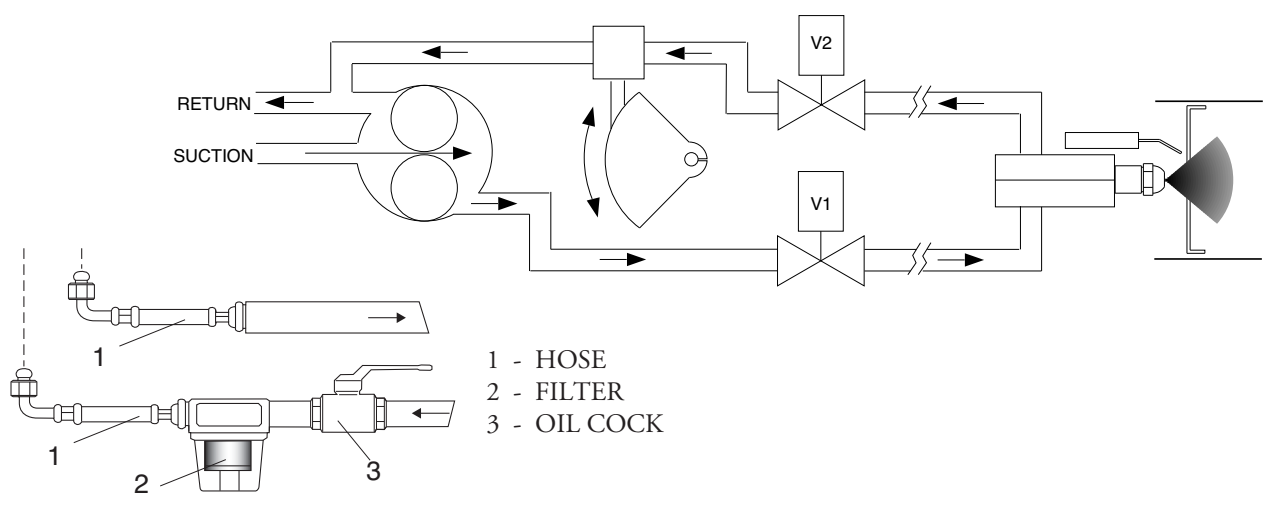 V2
RETURN
SUCTION
V1
1
1 - HOSE
2 - FILTER
3 - OIL COCK
1
2
3